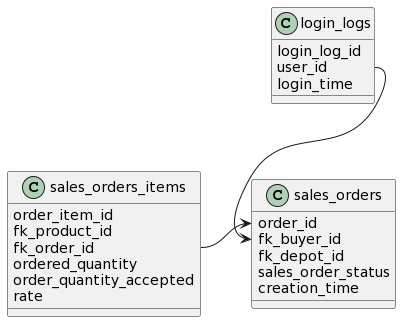 C login_logs
login_log_id
user_id
login_time
C sales_orders_items
order_item_id
fk_product_id
fk_order_id
ordered_quantity
order_quantity_accepted
rate
C sales_orders
order_id
fk_buyer_id
fk_depot_id
sales_order_status
creation_time